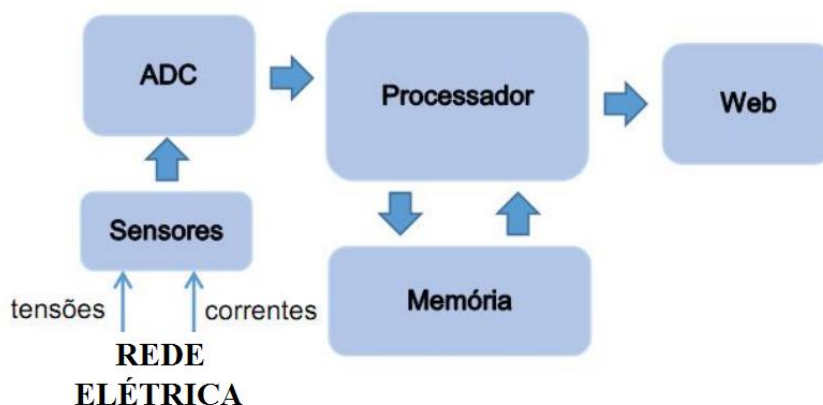 ADC
Processador
Web
Sensores
Memória
tensões
correntes
REDE
ELÉTRICA